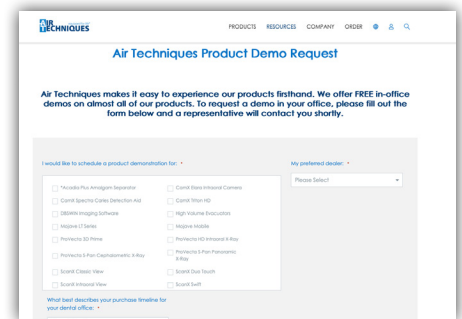 AIR TECHNIQUES
PRODUCTS RESOURCES COMPANY ORDER
Air Techniques Product Demo Request
Air Techniques makes it easy to experience our products firsthand. We offer FREE in-office
demos on almost all of our products. To request a demo in your office, please fill out the
form below and a representative will contact you shortly.
I would like to schedule a product demonstration for: *
My preferred dealer: *
Please Select
*Acadia Plus Amalgam Separator
CamX Elara Intraoral Camera
CamX Spectra Caries Detection Aid
CamX Triton HD
DBSWIN Imaging Software
High Volume Evacuators
Mojave LT Series
Mojave Mobile
ProVecta 3D Prime
ProVecta HD Intraoral X-Ray
ProVecta S-Pan Cephalometric X-Ray
ProVecta S-Pan Panoramic
X-Ray
ScanX Classic View
ScanX Duo Touch
ScanX Intraoral View
ScanX Swift
What best describes your purchase timeline for
your dental office: *